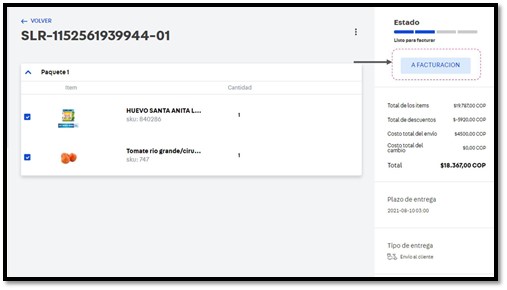 ← VOLVER
SLR-1152561939944-01
Paquete 1
Item Cantidad
HUEVO SANTA ANITA L...
sku: 840286
1
Tomate rio grande/ciru...
sku: 747
1
Estado
Listo para facturar
A FACTURACION
Total de los items $19.787,00 COP
Total de descuentos $-5920,00 COP
Costo total del envío $4500,00 COP
Costo total del cambio $0,00 COP
Total $18.367,00 COP
Plazo de entrega
2021-08-10 03:00
Tipo de entrega
Envío al cliente